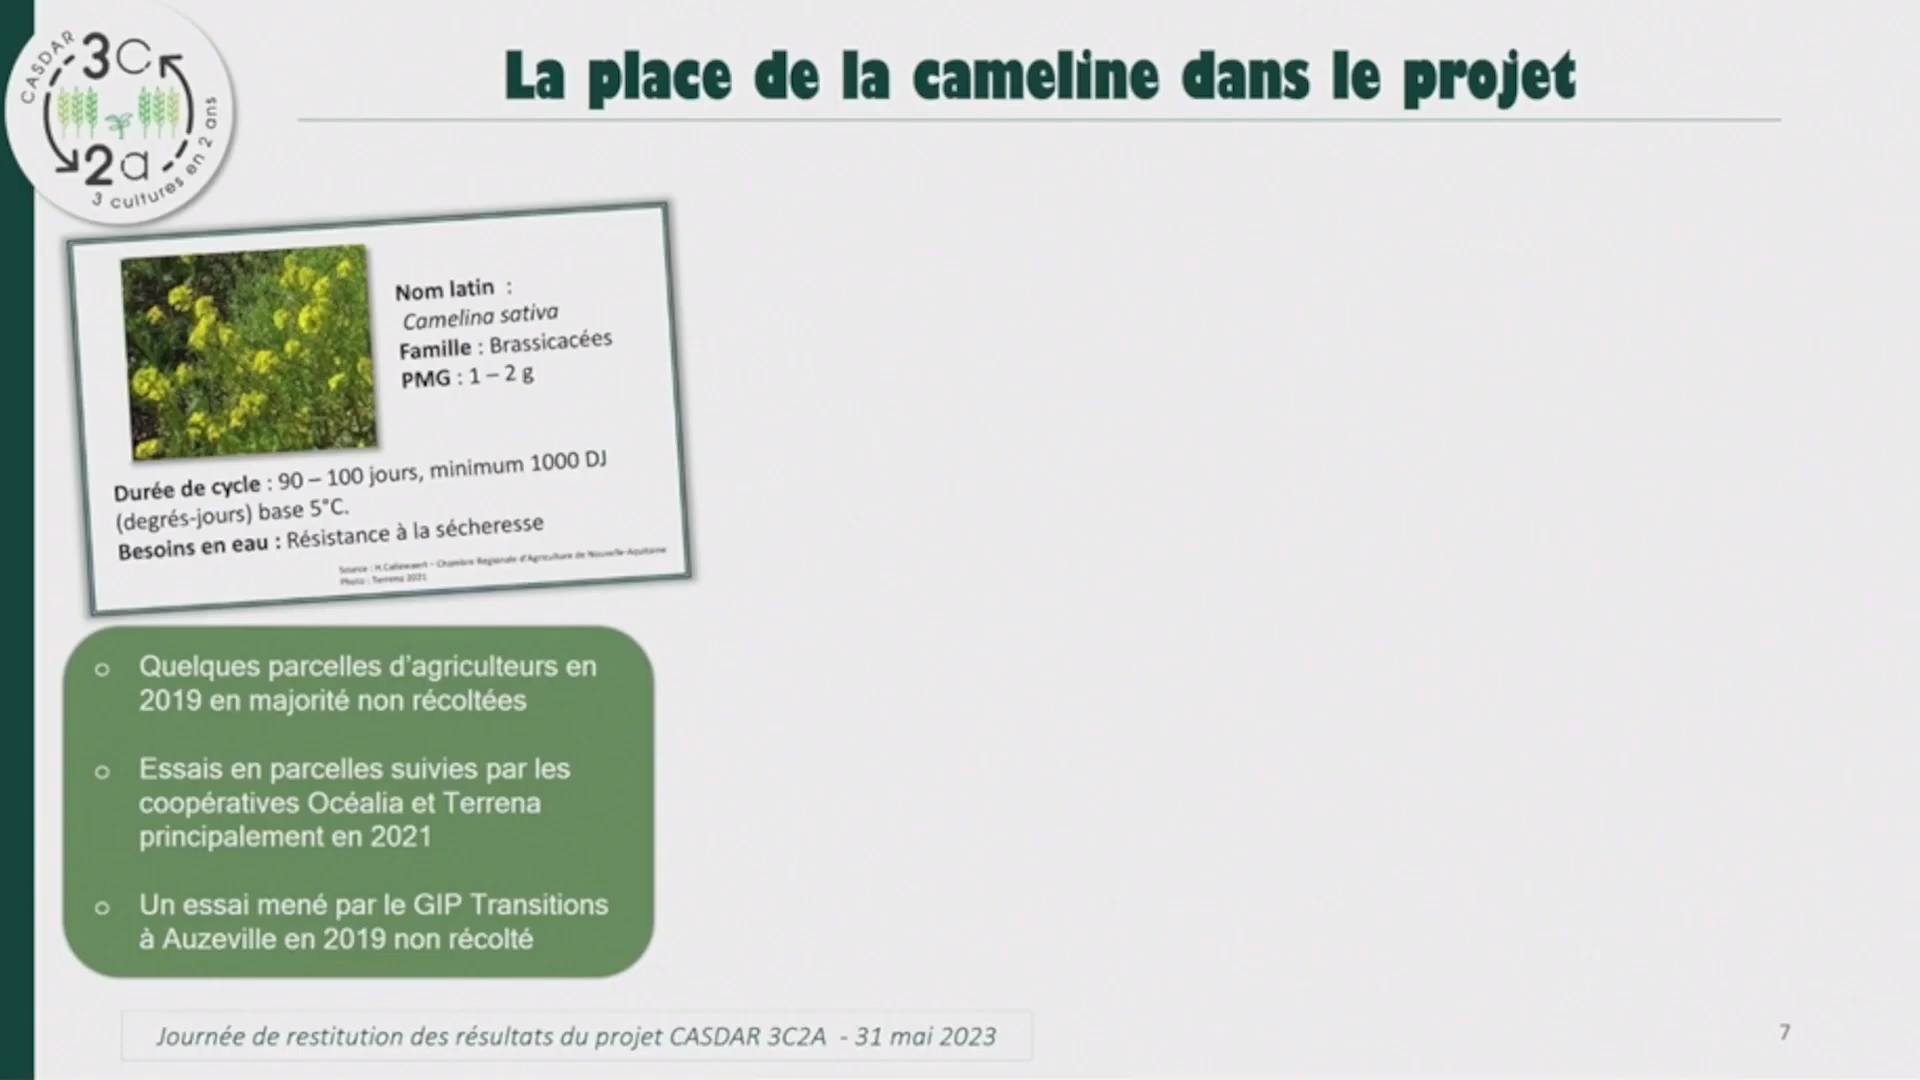 La place de la cameline dans le projet
CASDAR
3C
2a
3 cultures en 2 ans
Nom latin :
Camelina sativa
Famille : Brassicacées
PMG : 1 – 2 g
Durée de cycle : 90 – 100 jours, minimum 1000 DJ
(degrés-jours) base 5°C.
Besoins en eau : Résistance à la sécheresse
Source : H.Callewaert – Chambre Régionale d'Agriculture de Nouvelle-Aquitaine
Photo : Terrena 2021
o Quelques parcelles d'agriculteurs en
2019 en majorité non récoltées
o Essais en parcelles suivies par les
coopératives Océalia et Terrena
principalement en 2021
o Un essai mené par le GIP Transitions
à Auzeville en 2019 non récolté
Journée de restitution des résultats du projet CASDAR 3C2A - 31 mai 2023
7